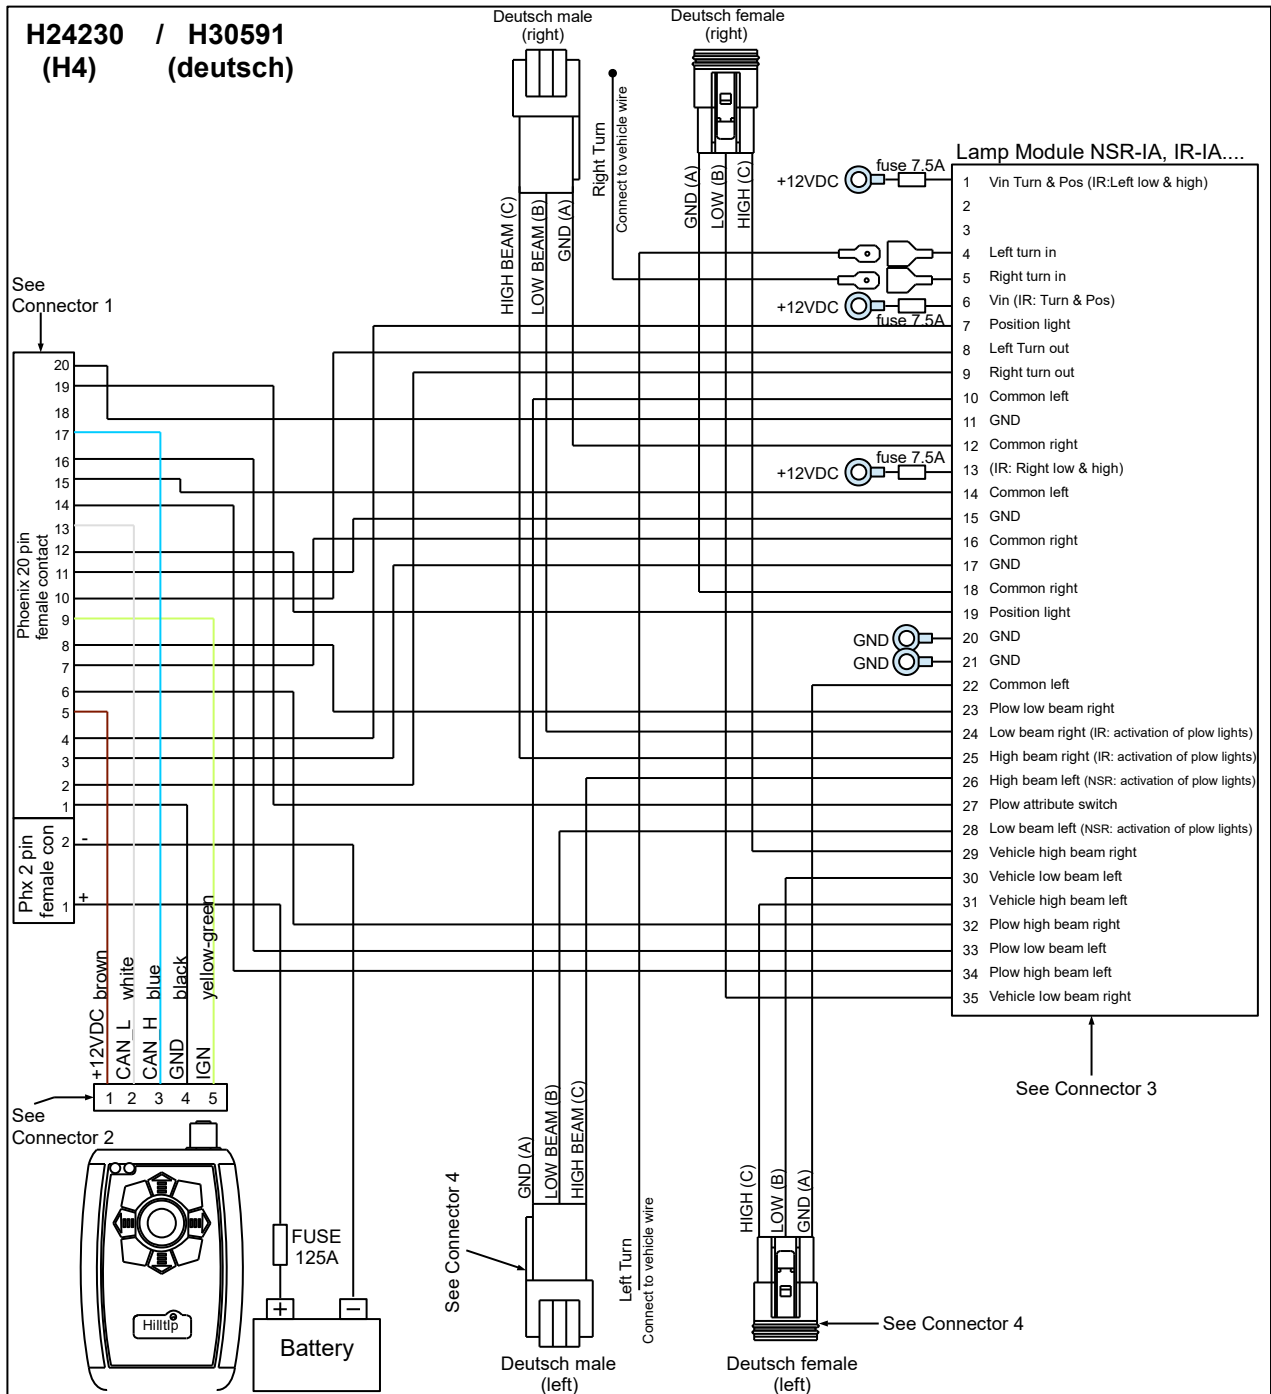 H24230 / H30591
(H4) (deutsch)
Deutsch male
(right)
Deutsch female
(right)
Right Turn
Connect to vehicle wire
HIGH BEAM (C)
LOW BEAM (B)
GND (A)
GND (A)
LOW (B)
HIGH (C)
Lamp Module NSR-IA, IR-IA....
+12VDC
fuse 7.5A
1 Vin Turn & Pos (IR:Left low & high)
2
3
4 Left turn in
5 Right turn in
+12VDC
fuse 7.5A
6 Vin (IR: Turn & Pos)
7 Position light
8 Left Turn out
9 Right turn out
10 Common left
11 GND
12 Common right
+12VDC
fuse 7.5A
13 (IR: Right low & high)
14 Common left
15 GND
16 Common right
17 GND
18 Common right
19 Position light
GND
20 GND
GND
21 GND
22 Common left
23 Plow low beam right
24 Low beam right (IR: activation of plow lights)
25 High beam right (IR: activation of plow lights)
26 High beam left (NSR: activation of plow lights)
27 Plow attribute switch
28 Low beam left (NSR: activation of plow lights)
29 Vehicle high beam right
30 Vehicle low beam left
31 Vehicle high beam left
32 Plow high beam right
33 Plow low beam left
34 Plow high beam left
35 Vehicle low beam right
See Connector 3
See
Connector 1
Phoenix 20 pin
female contact
20
19
18
17
16
15
14
13
12
11
10
9
8
7
6
5
4
3
2
1
Phx 2 pin
female con
2 -
1 +
+12VDC brown
CAN L white
CAN H blue
GND black
IGN yellow-green
1 2 3 4 5
See
Connector 2
HilltIp
FUSE
125A
+ −
Battery
See Connector 4
GND (A)
LOW BEAM (B)
HIGH BEAM (C)
Deutsch male
(left)
Left Turn
Connect to vehicle wire
HIGH (C)
LOW (B)
GND (A)
See Connector 4
Deutsch female
(left)